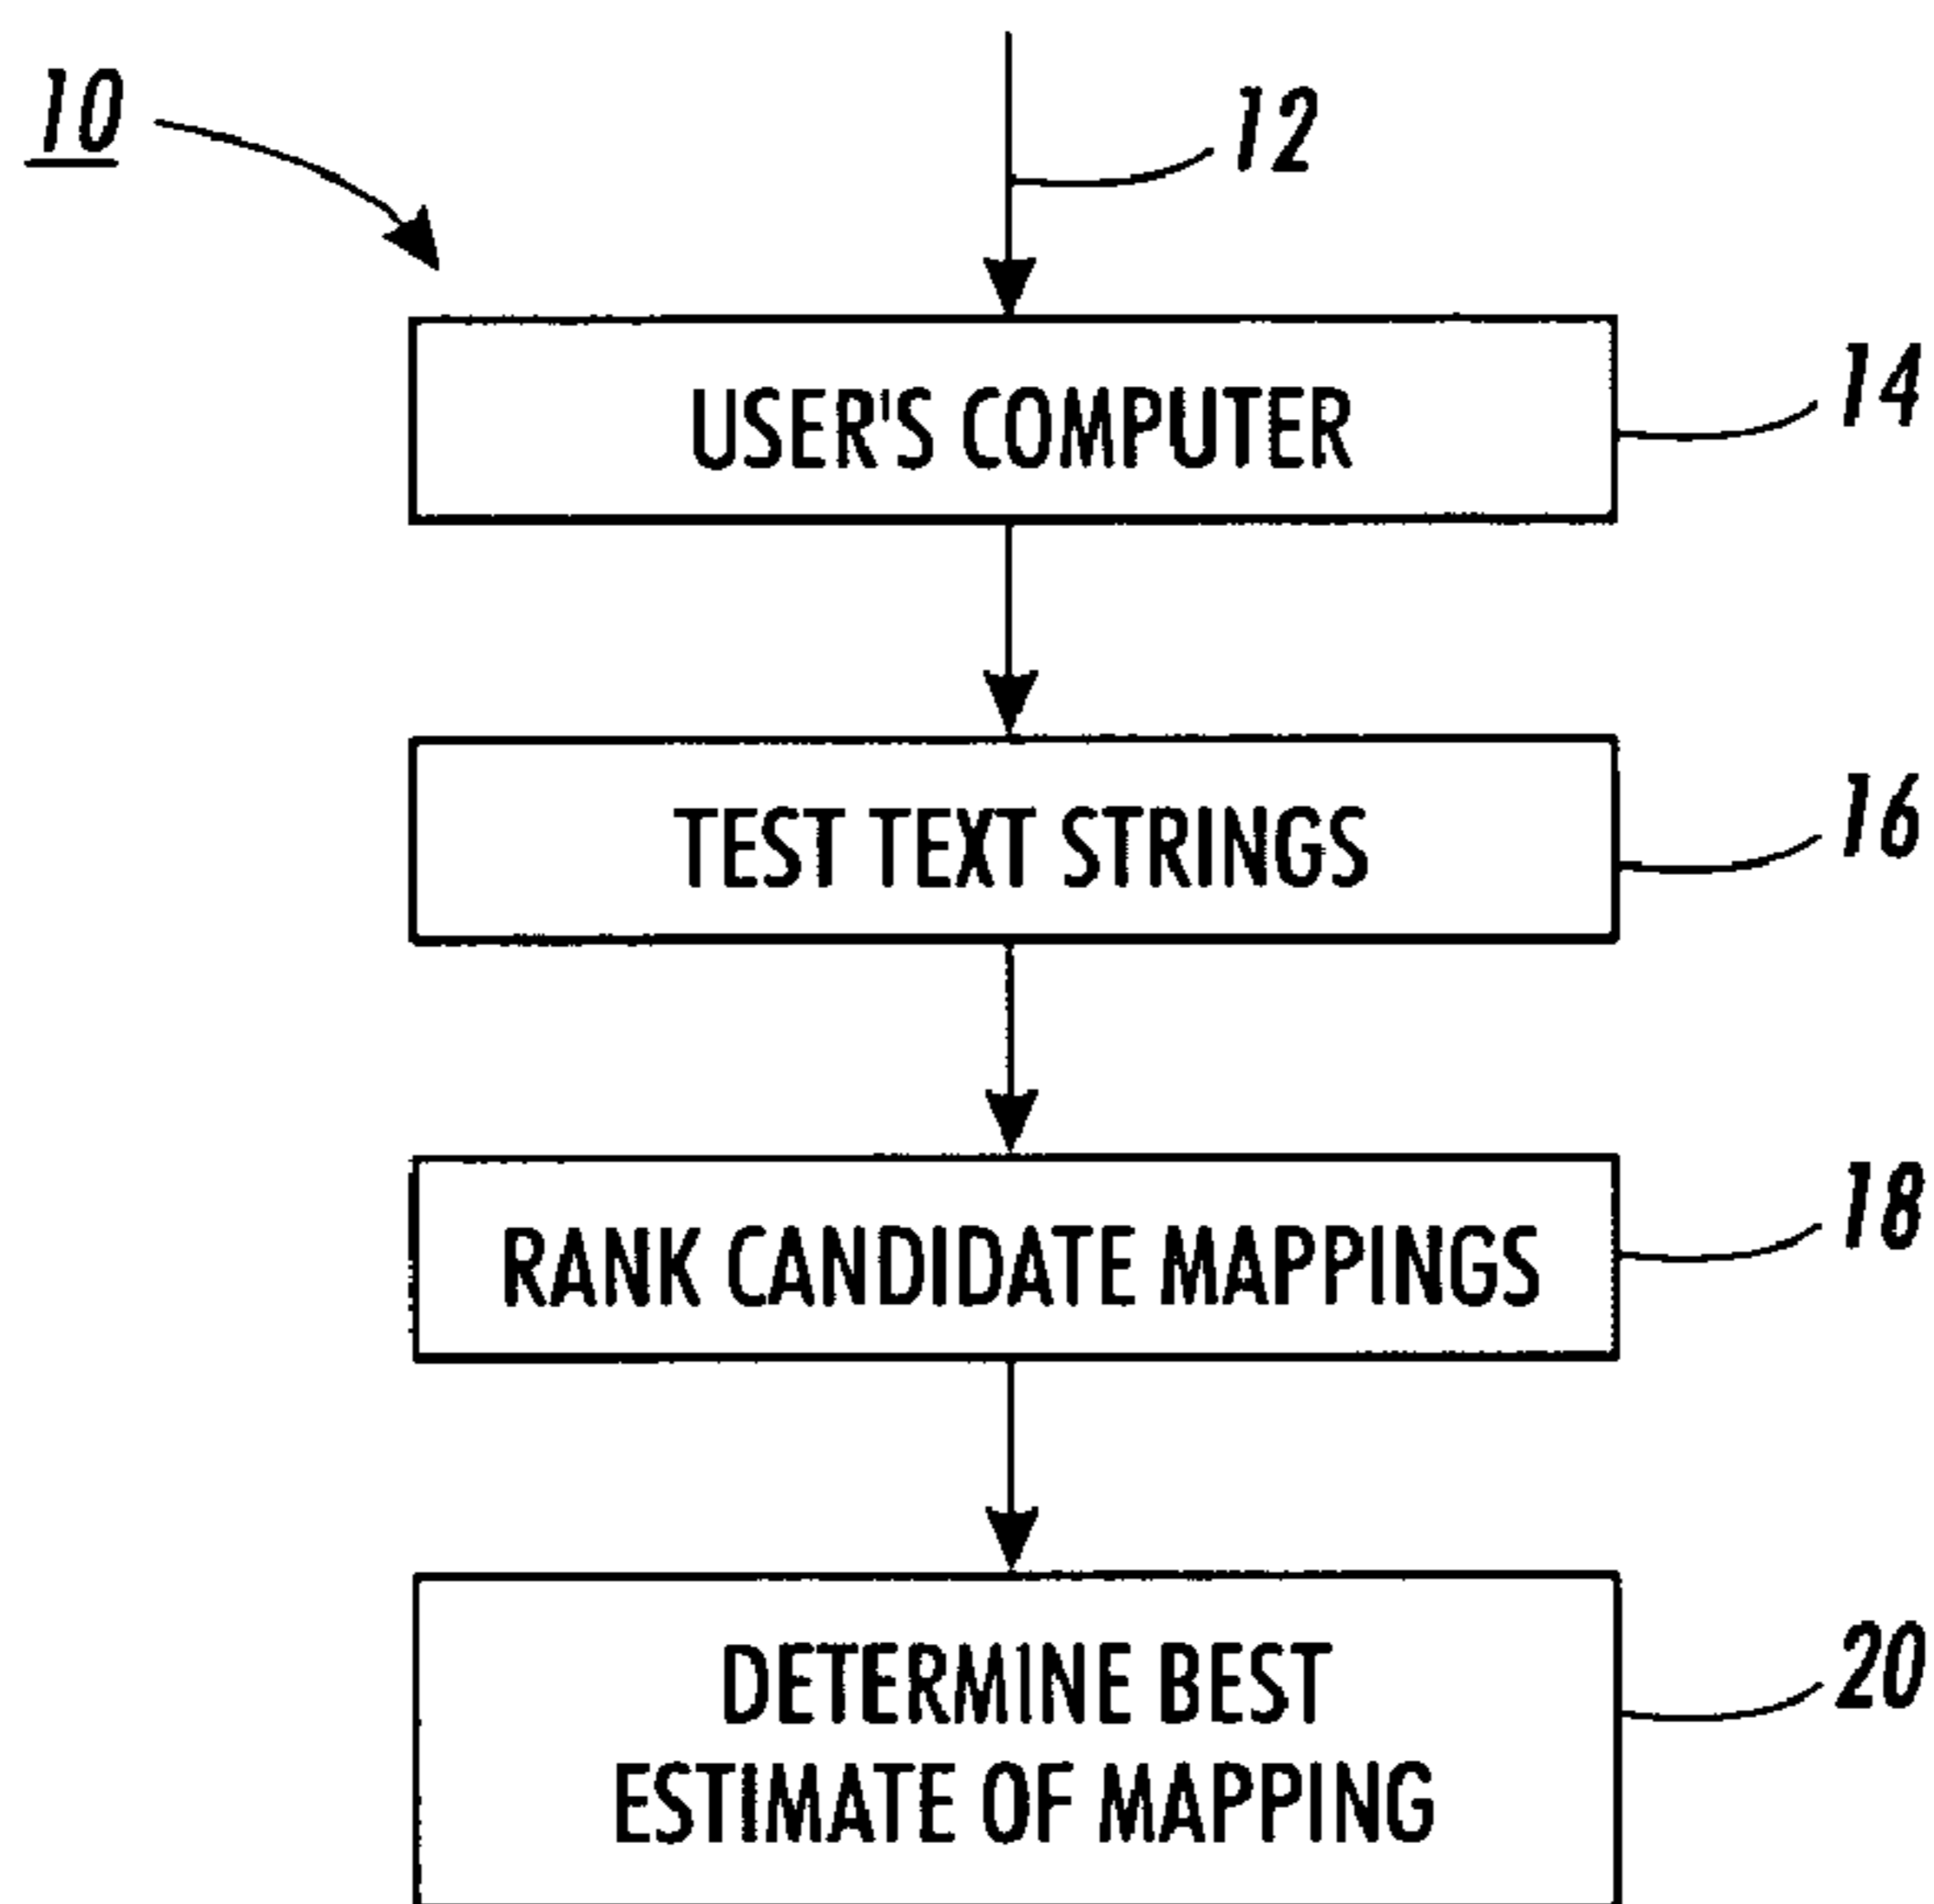 10
12
USER'S COMPUTER
14
TEST TEXT STRINGS
16
RANK CANDIDATE MAPPINGS
18
DETERMINE BEST
ESTIMATE OF MAPPING
20